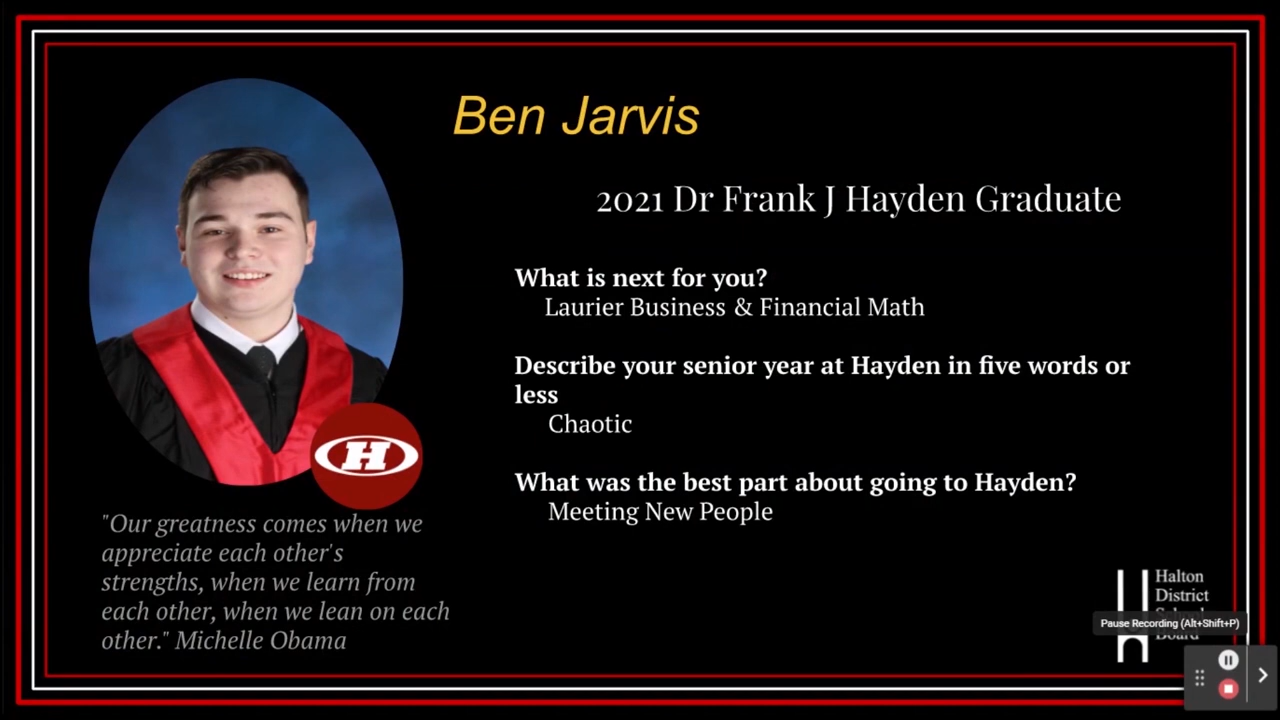 Ben Jarvis
2021 Dr Frank J Hayden Graduate
What is next for you?
Laurier Business & Financial Math
Describe your senior year at Hayden in five words or
less
Chaotic
What was the best part about going to Hayden?
Meeting New People
H
"Our greatness comes when we
appreciate each other's
strengths, when we learn from
each other, when we lean on each
other." Michelle Obama
Halton
District
School
Board
Pause Recording (Alt+Shift+P)